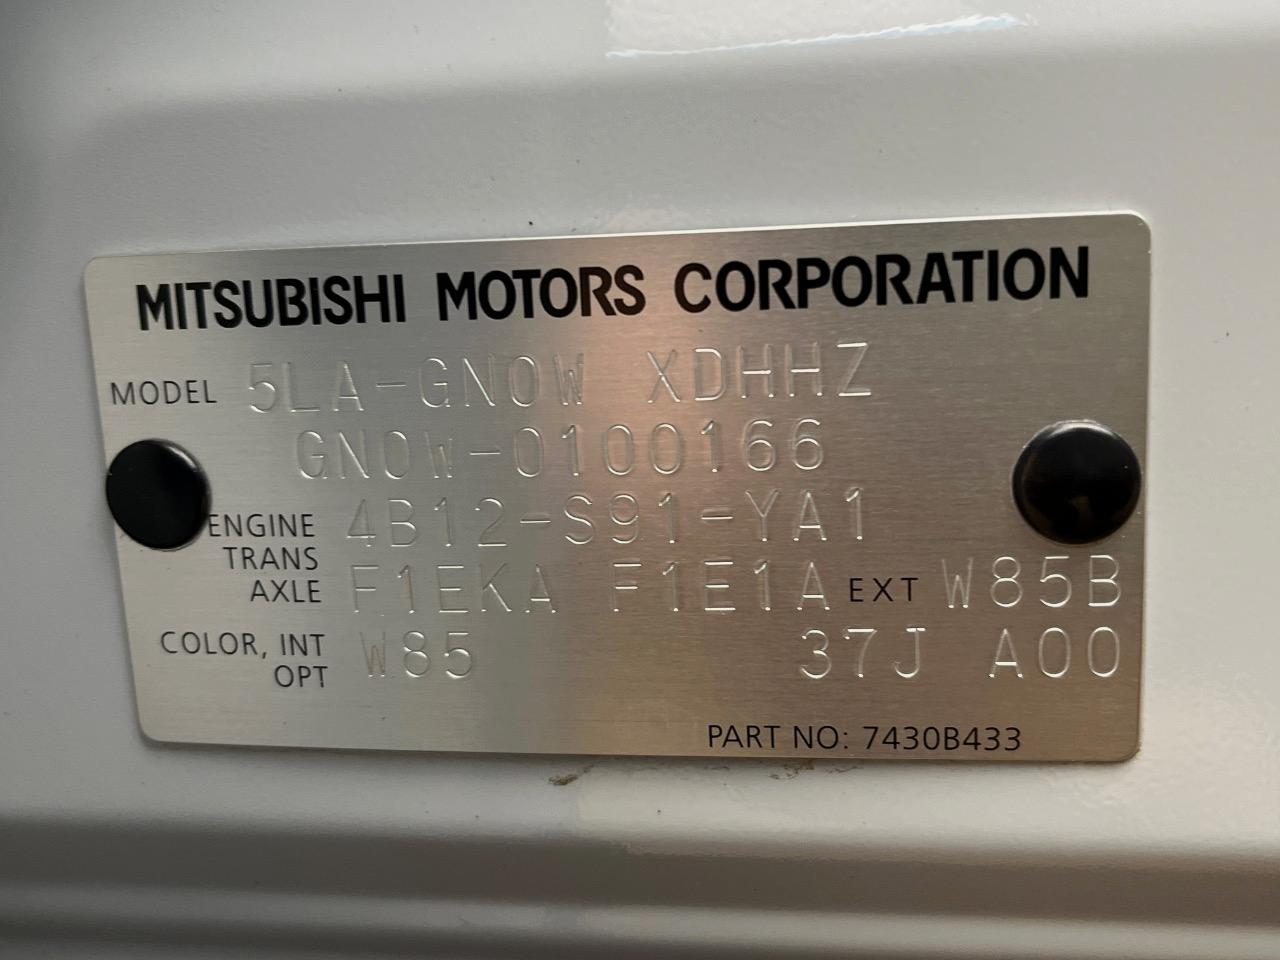 MITSUBISHI MOTORS CORPORATION
MODEL 5LA-GN0W XDHHZ
GN0W-0100166
ENGINE 4B12-S91-YA1
TRANS
AXLE F1EKA F1E1A EXT W85B
COLOR, INT W85 37J A00
OPT
PART NO: 7430B433